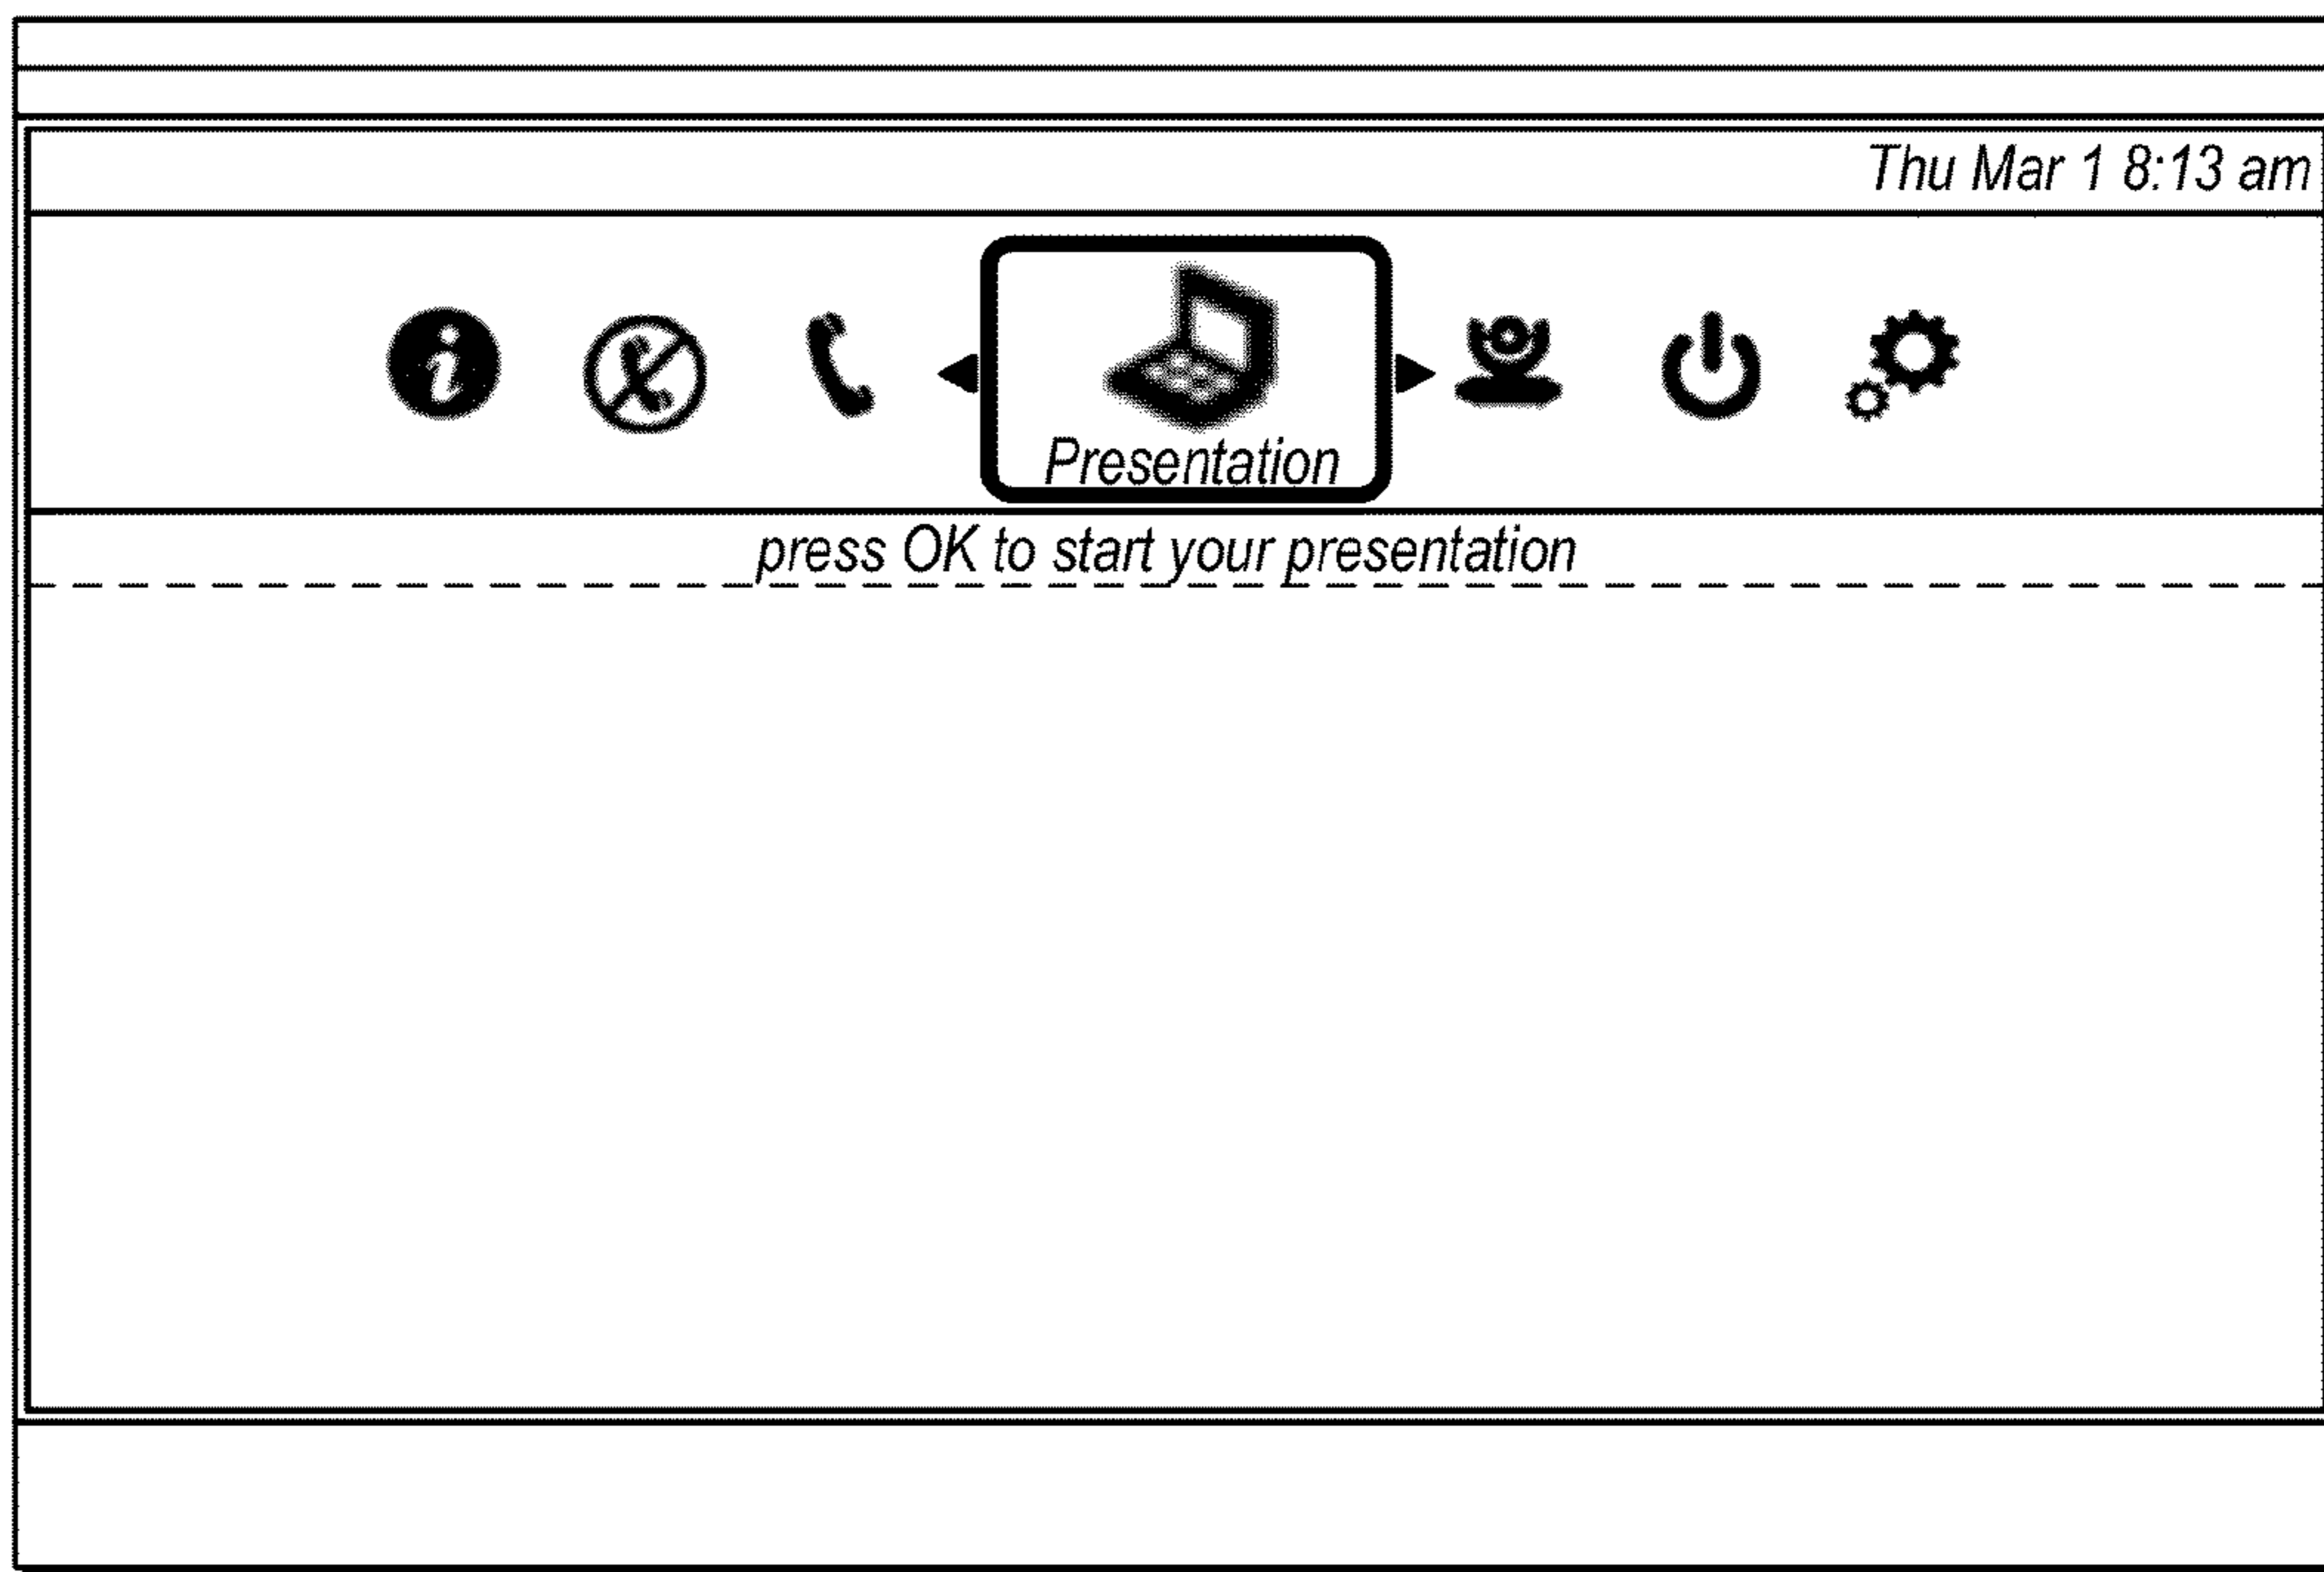 Thu Mar 1 8:13 am
Presentation
press OK to start your presentation